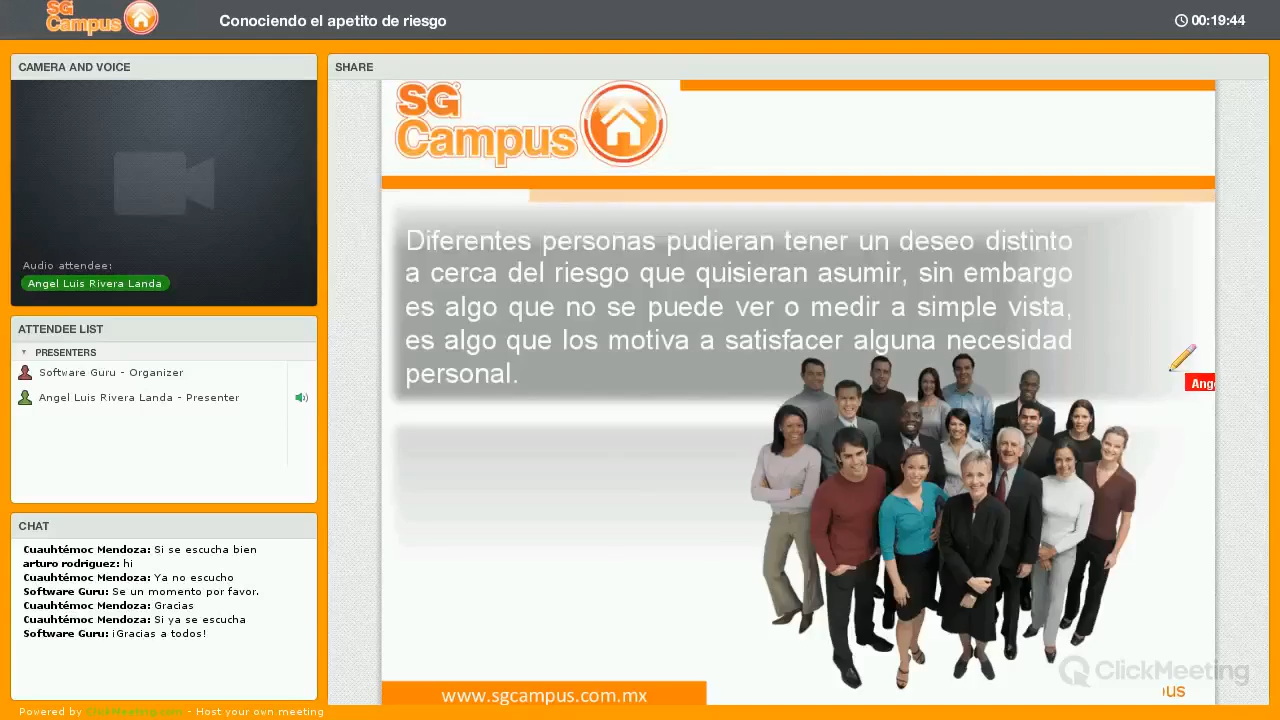 SG Campus
Conociendo el apetito de riesgo
00:19:44
CAMERA AND VOICE
Audio attendee:
Angel Luis Rivera Landa
ATTENDEE LIST
PRESENTERS
Software Guru - Organizer
Angel Luis Rivera Landa - Presenter
CHAT
Cuauhtémoc Mendoza: Si se escucha bien
arturo rodriguez: hi
Cuauhtémoc Mendoza: Ya no escucho
Software Guru: Se un momento por favor.
Cuauhtémoc Mendoza: Gracias
Cuauhtémoc Mendoza: Si ya se escucha
Software Guru: ¡Gracias a todos!
Powered by ClickMeeting.com - Host your own meeting
SHARE
SG
Campus
Diferentes personas pudieran tener un deseo distinto
a cerca del riesgo que quisieran asumir, sin embargo
es algo que no se puede ver o medir a simple vista,
es algo que los motiva a satisfacer alguna necesidad
personal.
Ang
www.sgcampus.com.mx
ClickMeeting